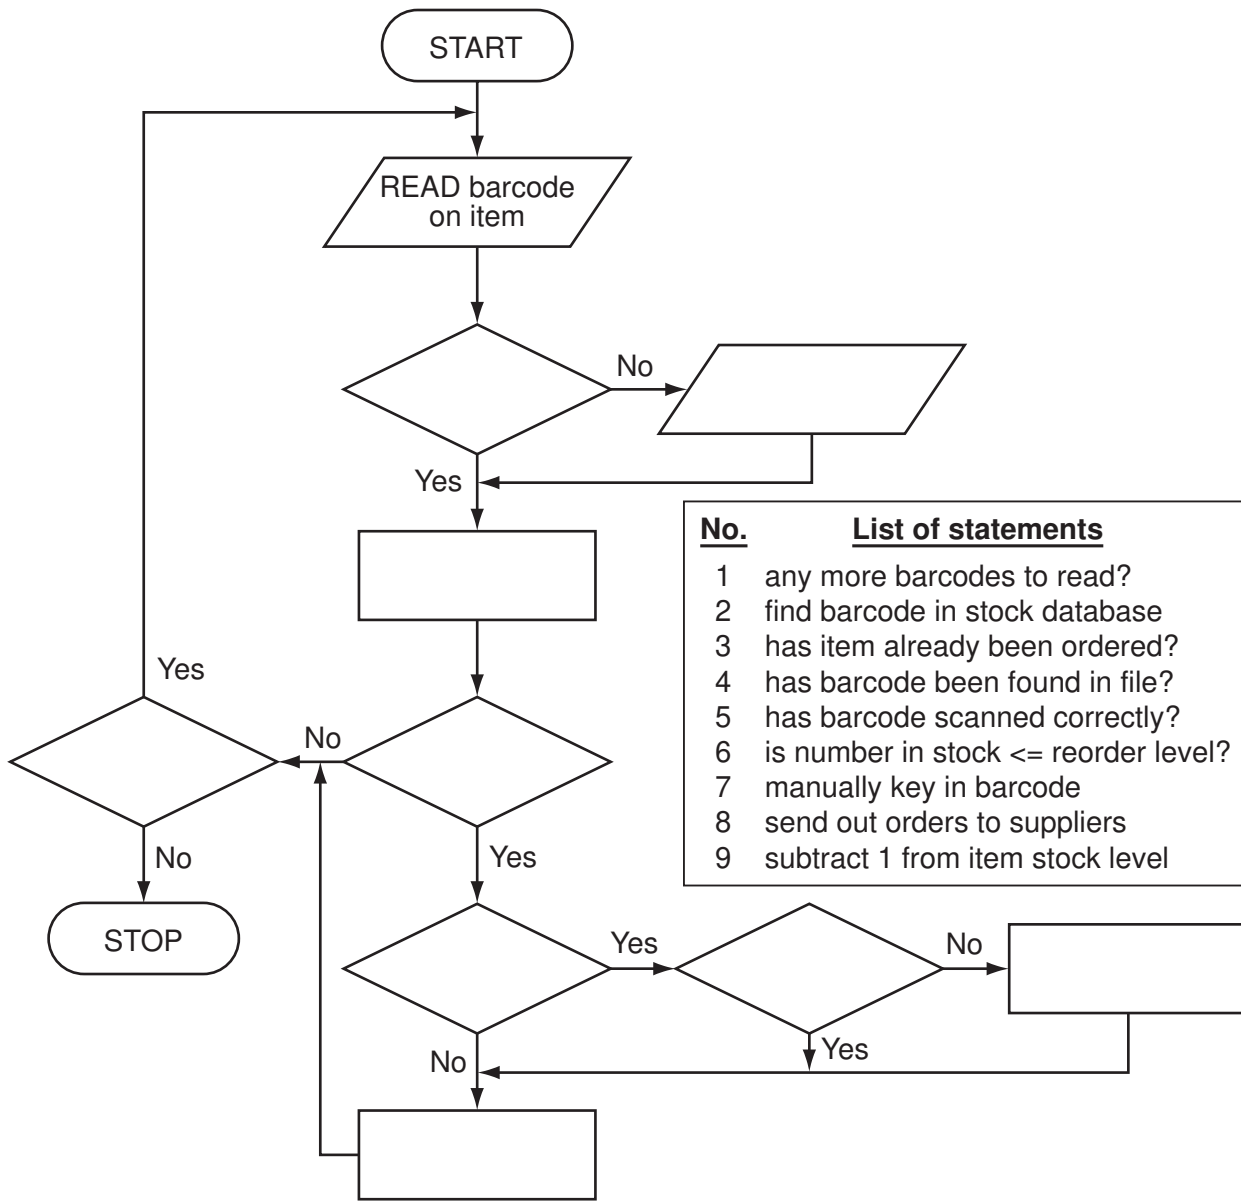 START
READ barcode
on item
No
Yes
No. List of statements
1 any more barcodes to read?
2 find barcode in stock database
3 has item already been ordered?
4 has barcode been found in file?
5 has barcode scanned correctly?
6 is number in stock <= reorder level?
7 manually key in barcode
8 send out orders to suppliers
9 subtract 1 from item stock level
Yes
No
No
Yes
STOP
Yes
No
No
Yes